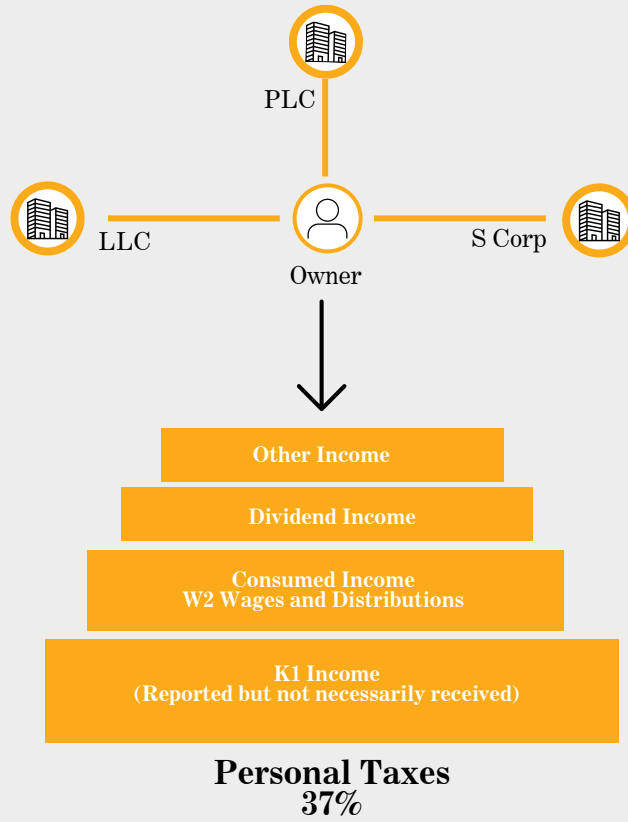 PLC
LLC
S Corp
Owner
Other Income
Dividend Income
Consumed Income
W2 Wages and Distributions
K1 Income
(Reported but not necessarily received)
Personal Taxes
37%